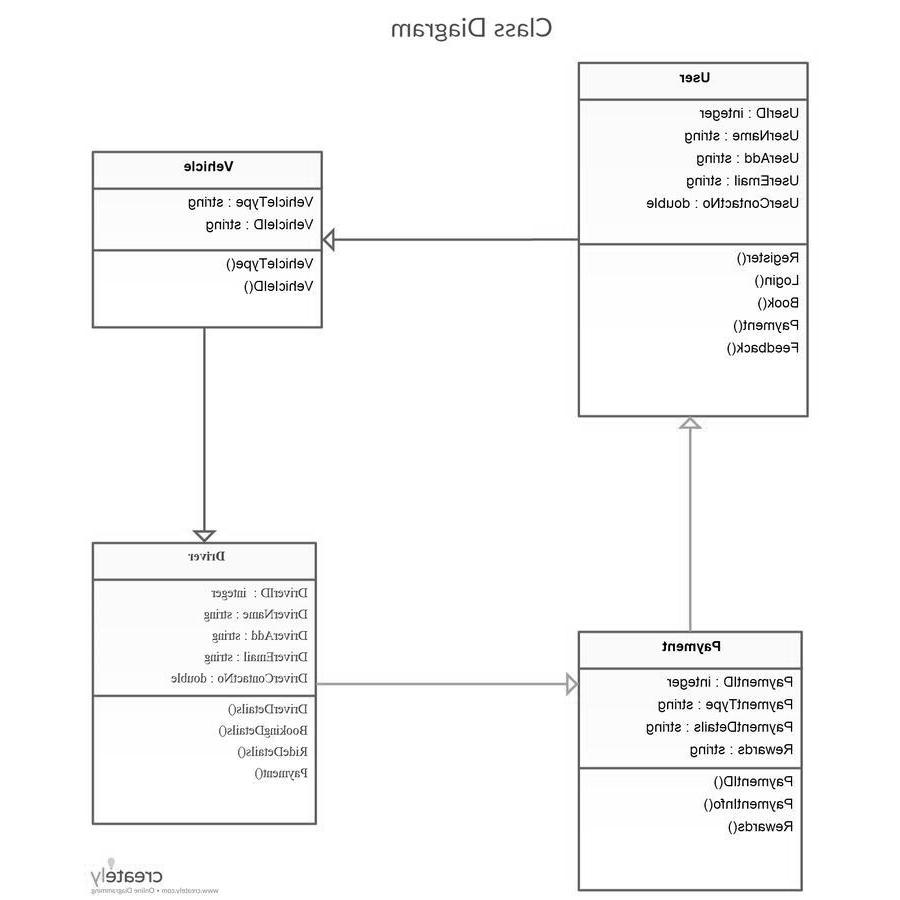 Class Diagram
User
UserID : integer
UserName : string
UserAdd : string
UserEmail : string
UserContactNo : double
Register()
Login()
Book()
Payment()
Feedback()
Vehicle
VehicleType : string
VehicleID : string
VehicleType()
VehicleID()
Driver
DriverID : integer
DriverName : string
DriverAdd : string
DriverEmail : string
DriverContactNo : double
DriverDetails()
BookingDetails()
RideDetails()
Payment()
Payment
PaymentID : integer
PaymentType : string
PaymentDetails : string
Rewards : string
PaymentID()
PaymentInfo()
Rewards()
creately
www.creately.com • Online Diagramming